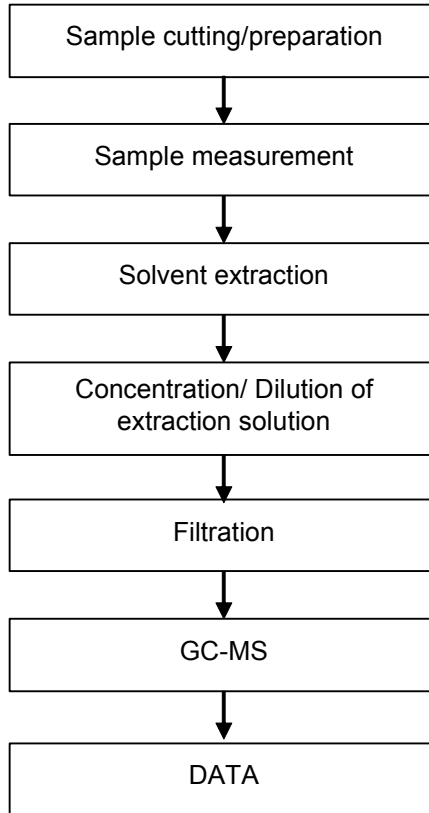 Sample cutting/preparation
Sample measurement
Solvent extraction
Concentration/ Dilution of
extraction solution
Filtration
GC-MS
DATA